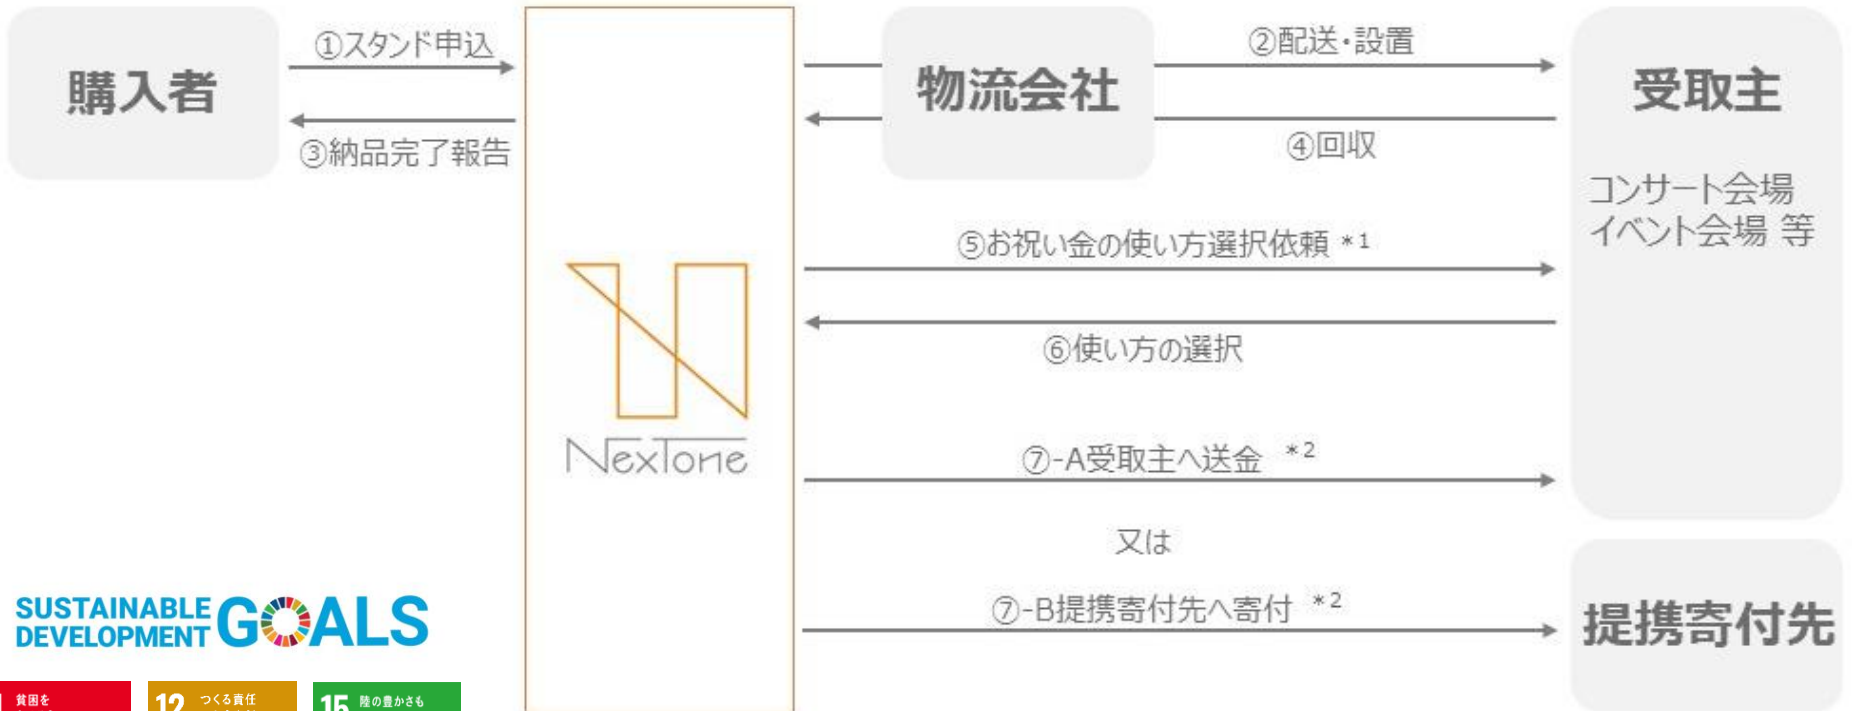 購入者
①スタンド申込
③納品完了報告
NexTone
物流会社
②配送・設置
④回収
受取主
コンサート会場
イベント会場 等
⑤お祝い金の使い方選択依頼 *1
⑥使い方の選択
⑦-A受取主へ送金 *2
又は
⑦-B提携寄付先へ寄付 *2
提携寄付先
SUSTAINABLE
DEVELOPMENT GOALS
貧困を
12 つくる責任
15 陸の豊かさも